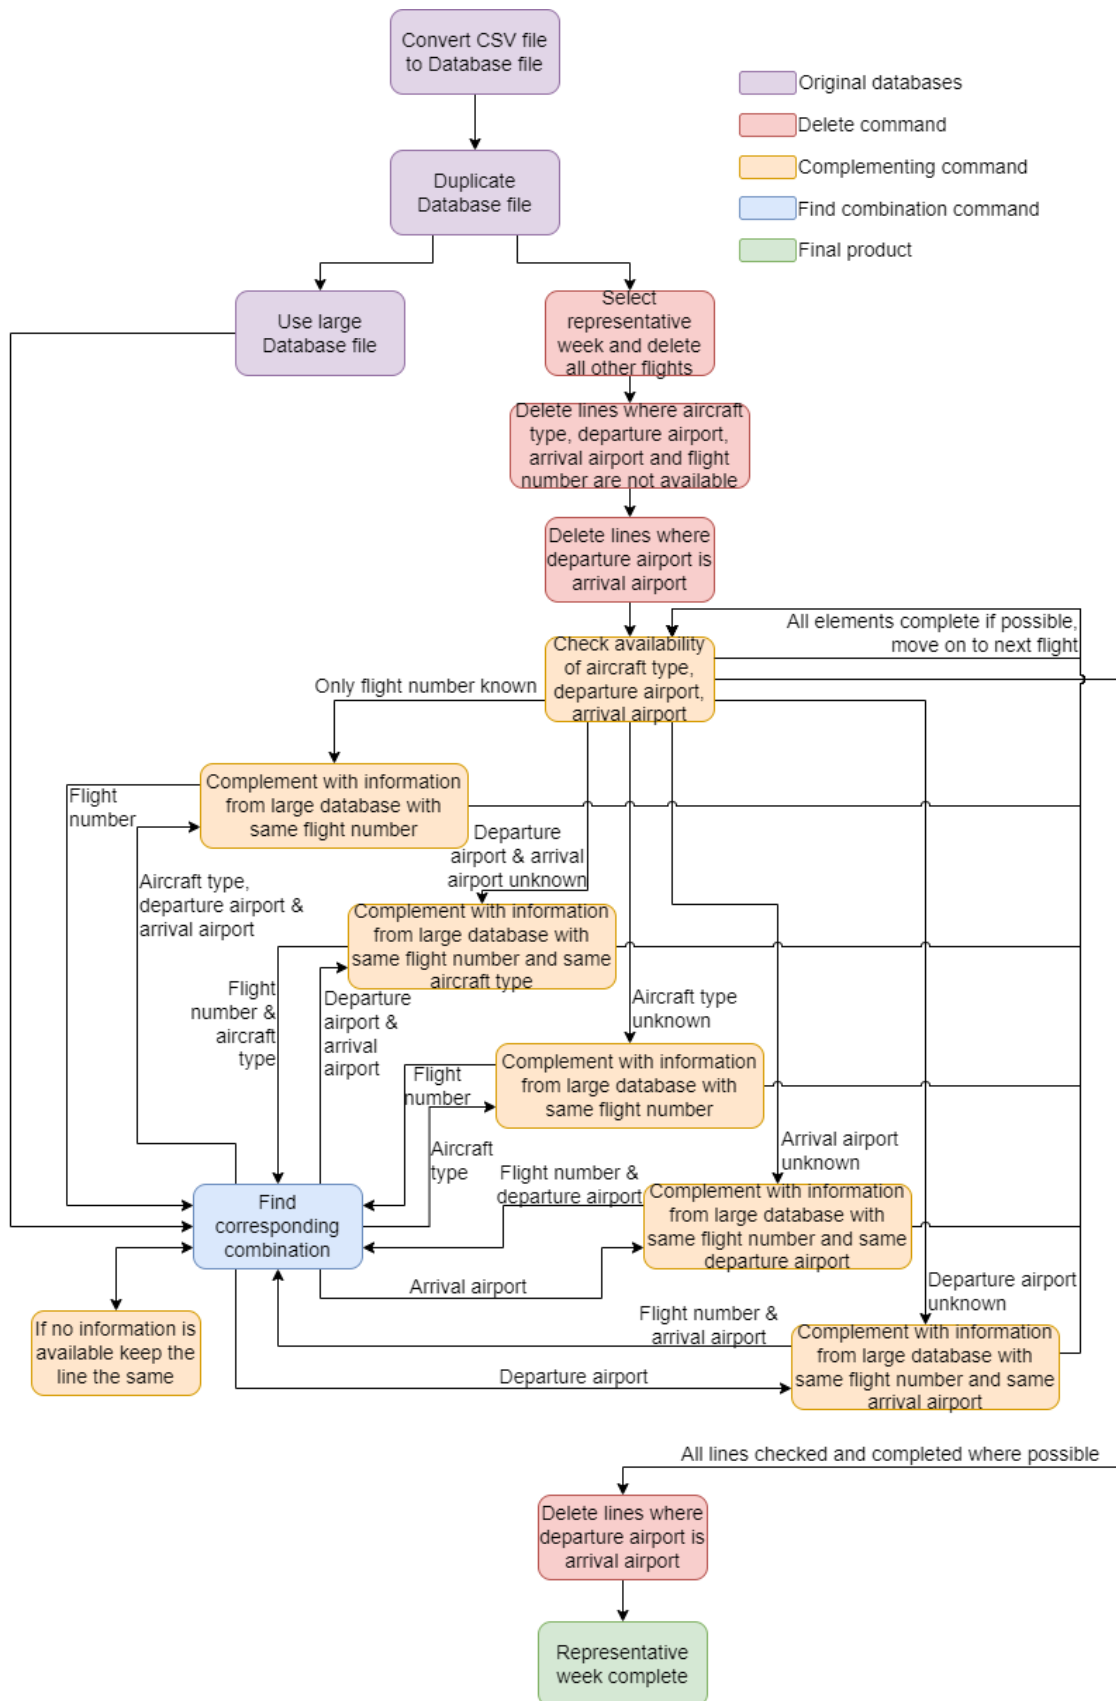 Convert CSV file
to Database file
Original databases
Delete command
Complementing command
Find combination command
Final product
Duplicate
Database file
Use large
Database file
Select
representative
week and delete
all other flights
Delete lines where aircraft
type, departure airport,
arrival airport and flight
number are not available
Delete lines where
departure airport is
arrival airport
All elements complete if possible,
move on to next flight
Check availability
of aircraft type,
departure airport,
arrival airport
Only flight number known
Complement with information
from large database with
same flight number
Flight
number
Departure
airport & arrival
airport unknown
Aircraft type,
departure airport &
arrival airport
Complement with information
from large database with
same flight number and same
aircraft type
Flight
number &
aircraft
type
Departure
airport &
arrival
airport
Aircraft type
unknown
Complement with information
from large database with
same flight number
Flight
number
Aircraft
type
Arrival airport
unknown
Flight number &
departure airport
Complement with information
from large database with
same flight number and same
departure airport
Find
corresponding
combination
Arrival airport
Departure airport
unknown
If no information is
available keep the
line the same
Flight number &
arrival airport
Complement with information
from large database with
same flight number and same
arrival airport
Departure airport
All lines checked and completed where possible
Delete lines where
departure airport is
arrival airport
Representative
week complete